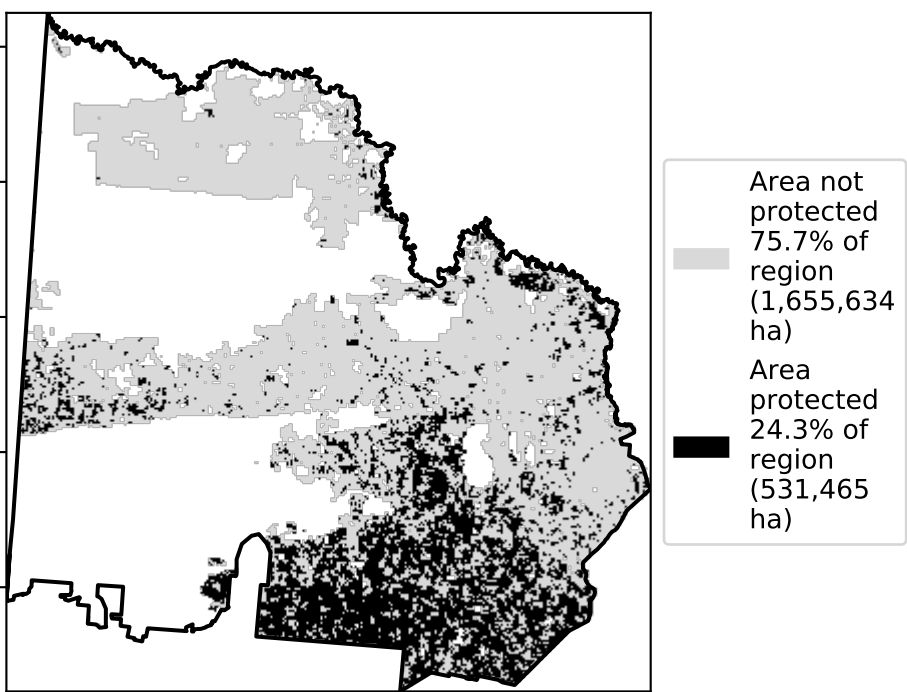 Area not
protected
75.7% of
region
(1,655,634
ha)
Area
protected
24.3% of
region
(531,465
ha)